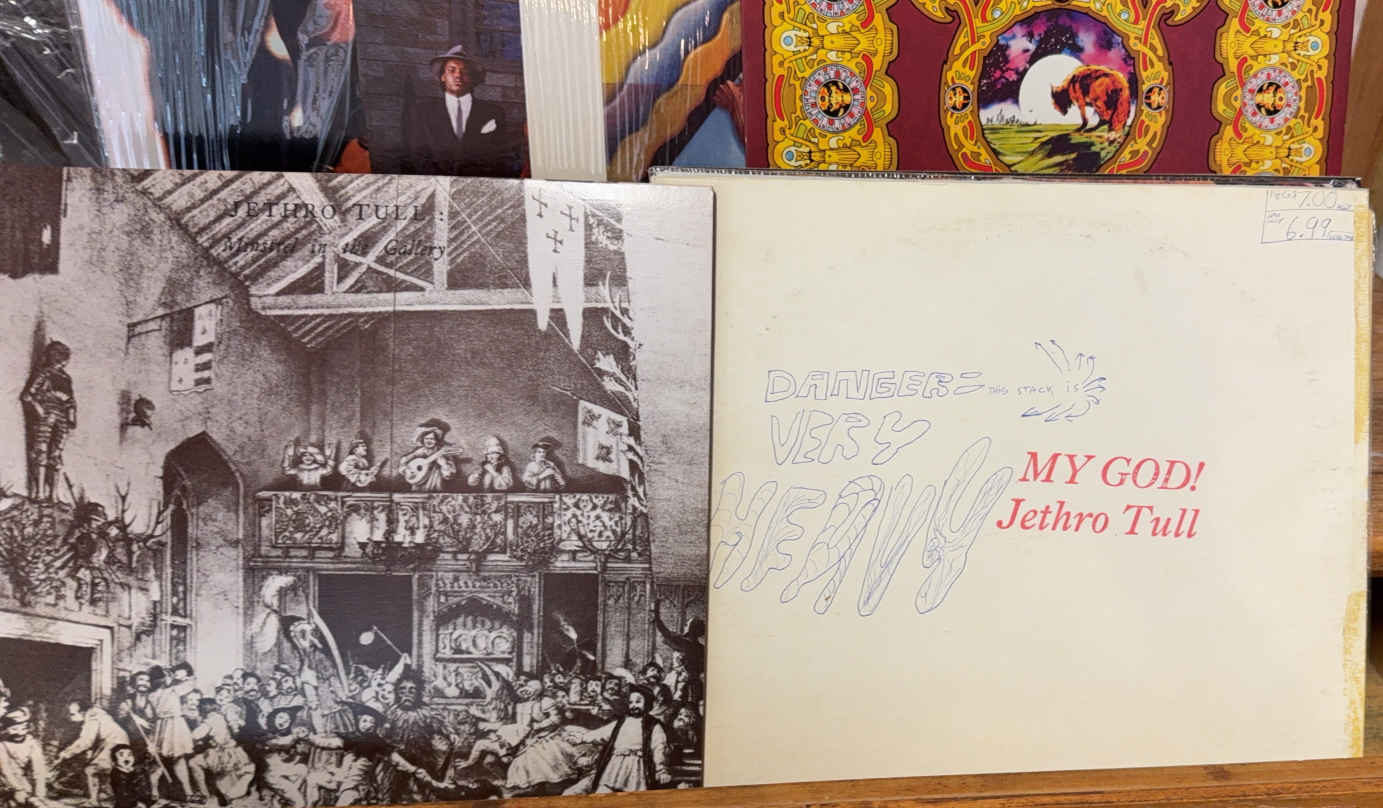 JETHRO TULL:
Minstrel in the Gallery
7.00
6.99
DANGER= THIS STACK iS
VERY
HEAVY
MY GOD!
Jethro Tull